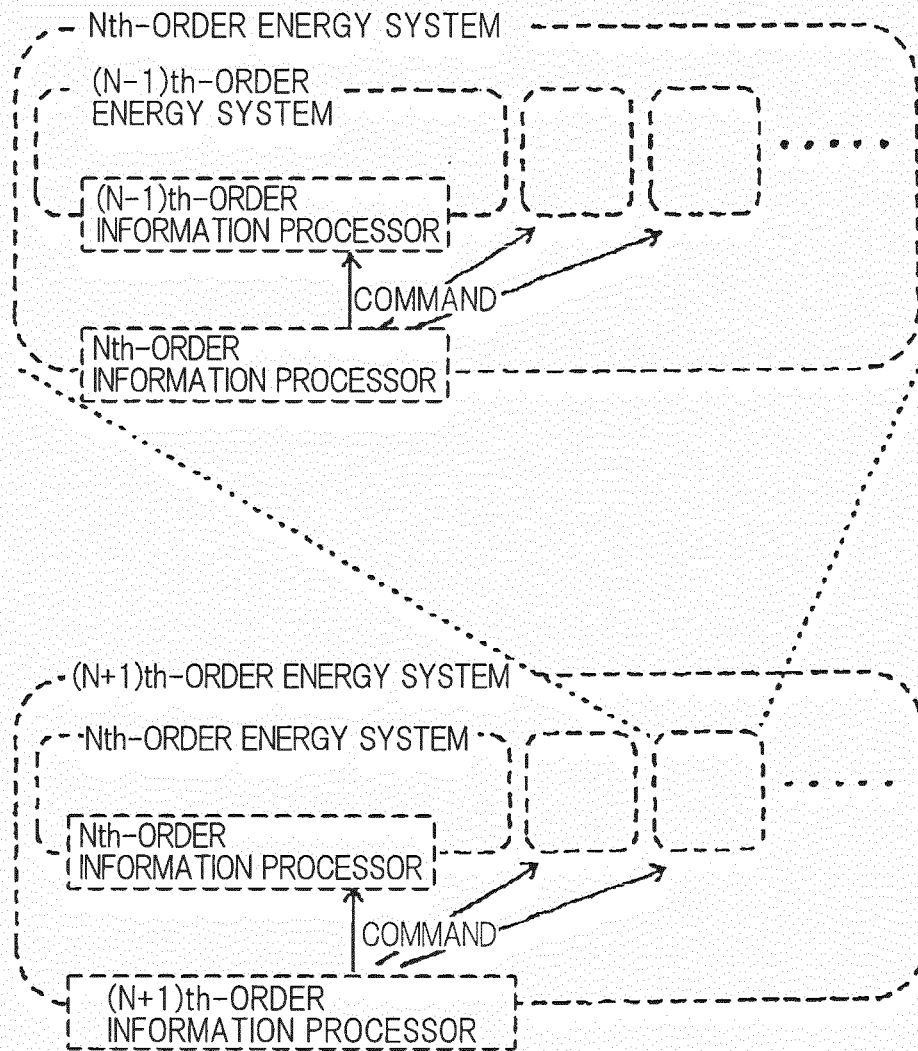 Nth-ORDER ENERGY SYSTEM
(N-1)th-ORDER
ENERGY SYSTEM
(N-1)th-ORDER
INFORMATION PROCESSOR
COMMAND
Nth-ORDER
INFORMATION PROCESSOR
(N+1)th-ORDER ENERGY SYSTEM
Nth-ORDER ENERGY SYSTEM
Nth-ORDER
INFORMATION PROCESSOR
COMMAND
(N+1)th-ORDER
INFORMATION PROCESSOR